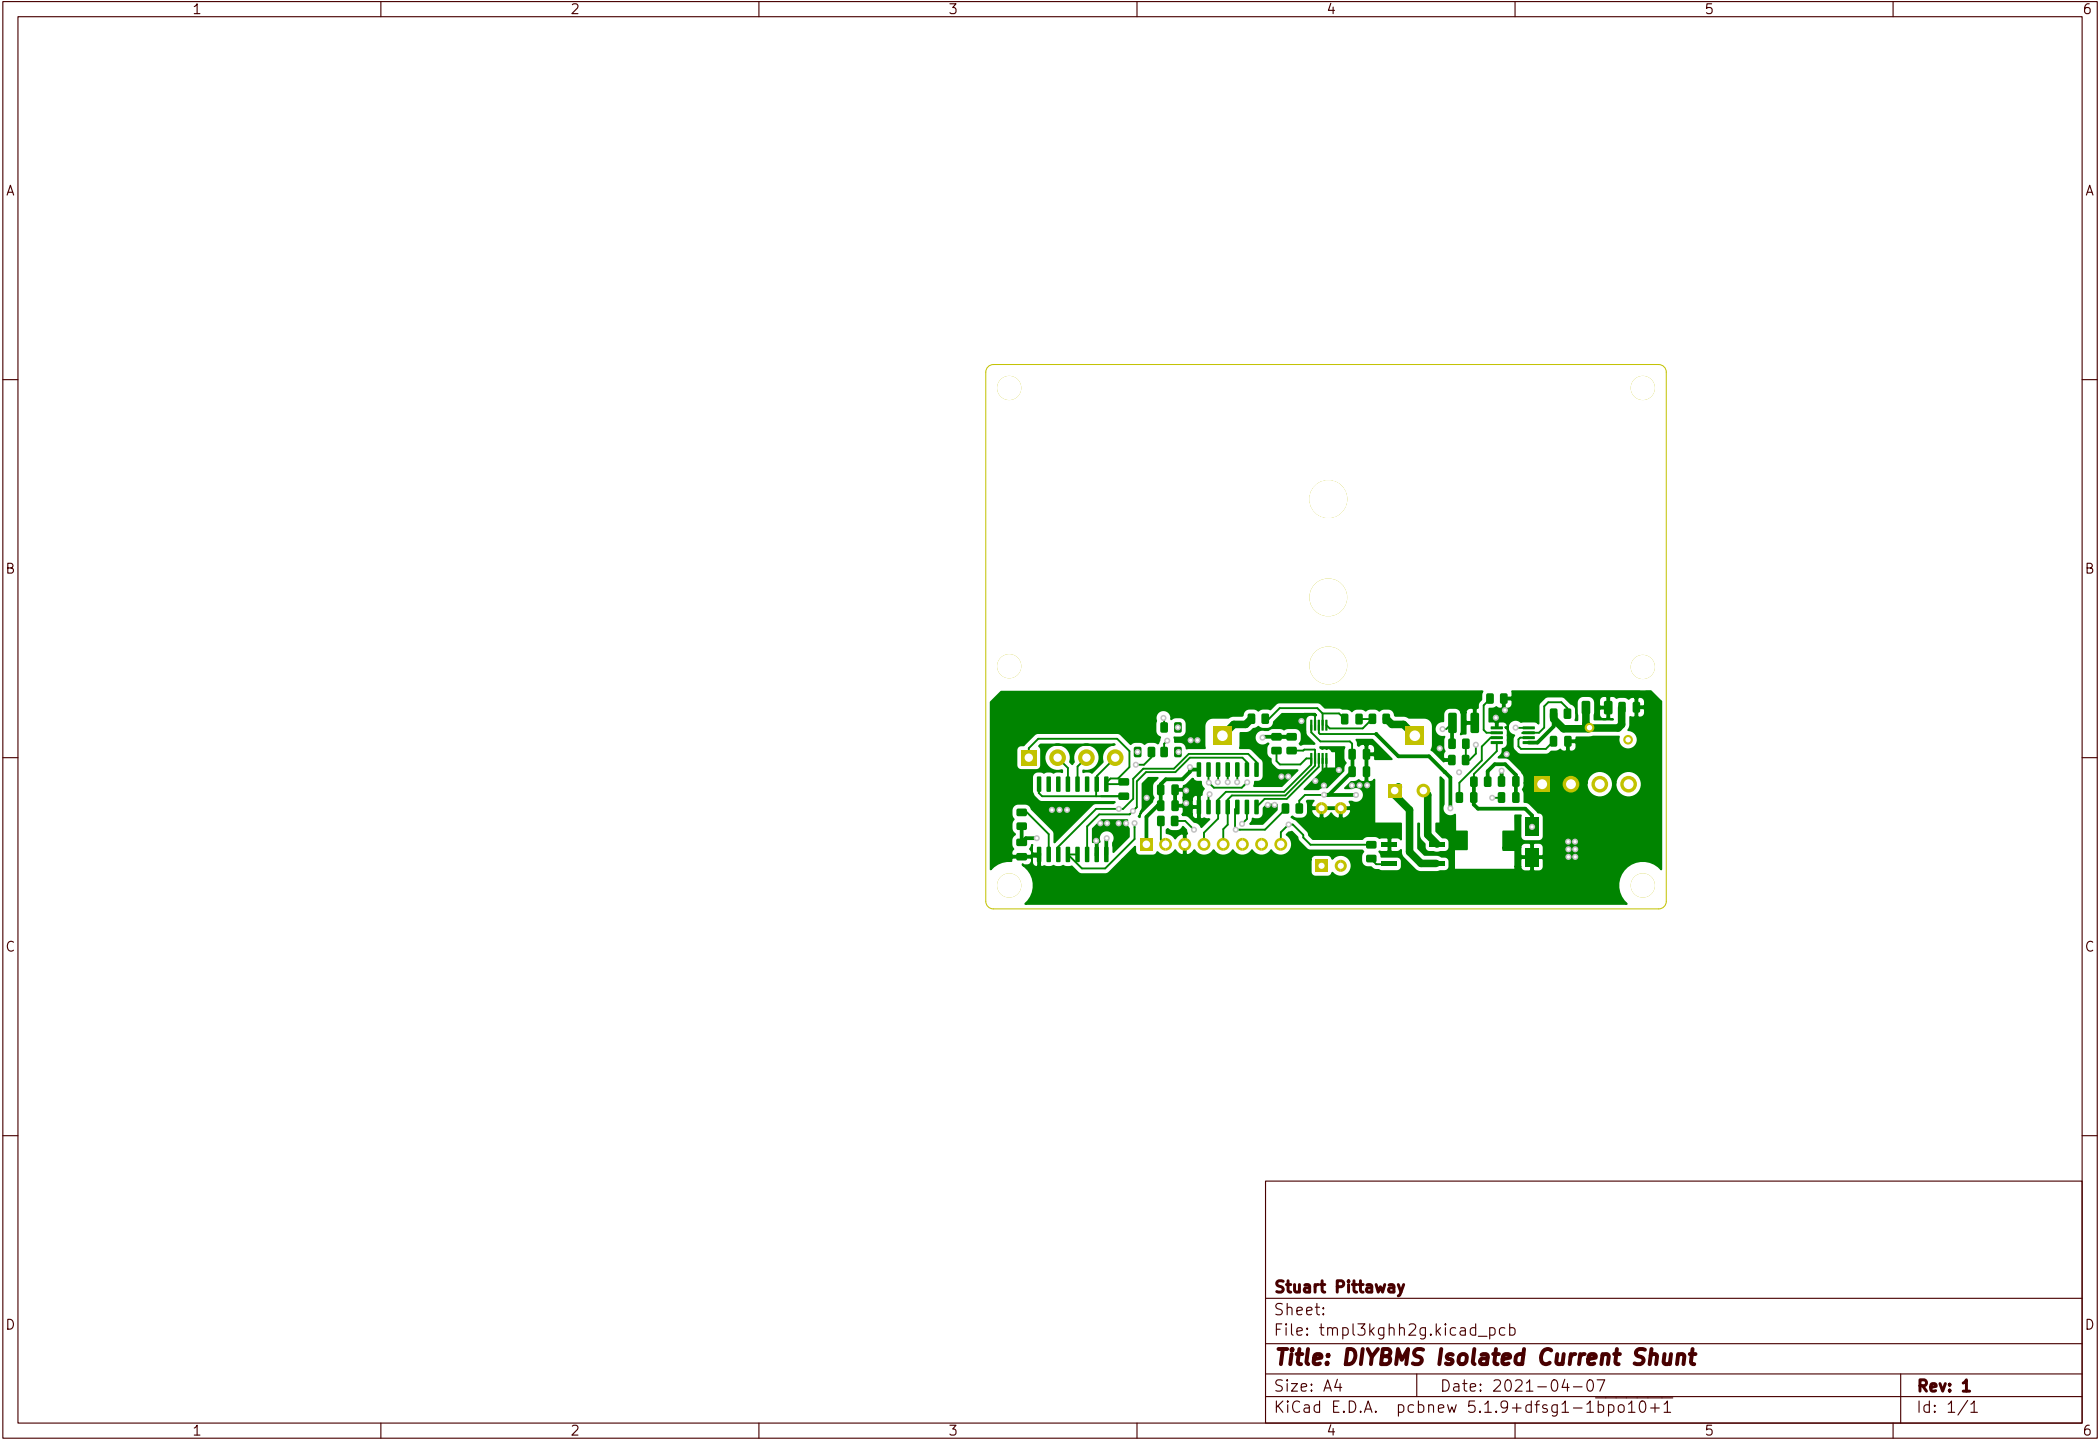 1 2 3 4 5 6
A A
B B
C C
D D
Stuart Pittaway
Sheet:
File: tmpl3kghh2g.kicad_pcb
Title: DIYBMS Isolated Current Shunt
Size: A4 Date: 2021-04-07 Rev: 1
KiCad E.D.A. pcbnew 5.1.9+dfsg1-1bpo10+1 Id: 1/1
1 2 3 4 5 6